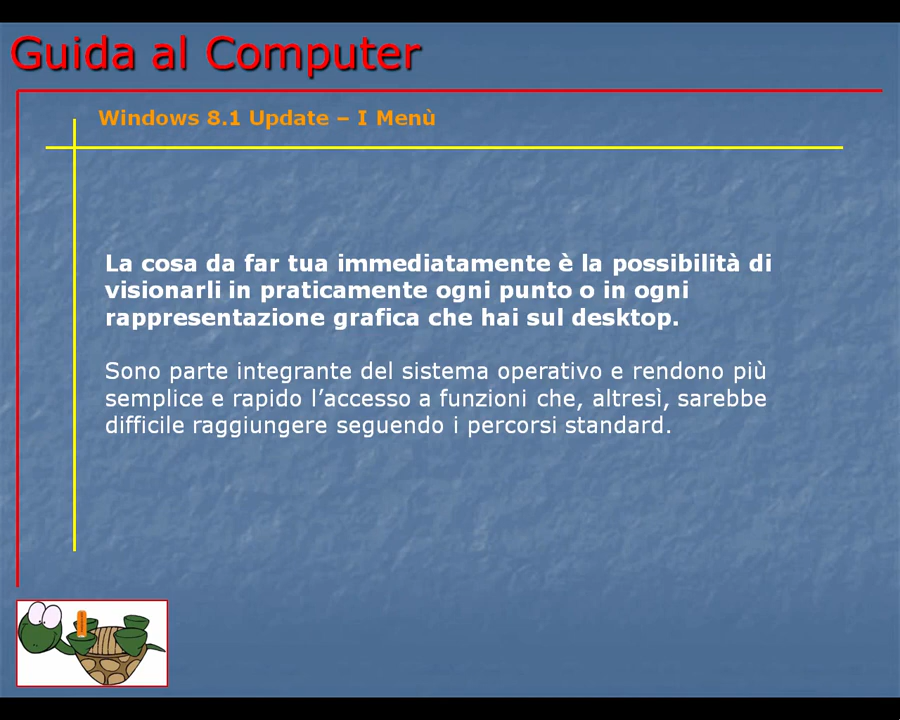 Guida al Computer
Windows 8.1 Update – I Menù
La cosa da far tua immediatamente è la possibilità di
visionarli in praticamente ogni punto o in ogni
rappresentazione grafica che hai sul desktop.
Sono parte integrante del sistema operativo e rendono più
semplice e rapido l’accesso a funzioni che, altresì, sarebbe
difficile raggiungere seguendo i percorsi standard.